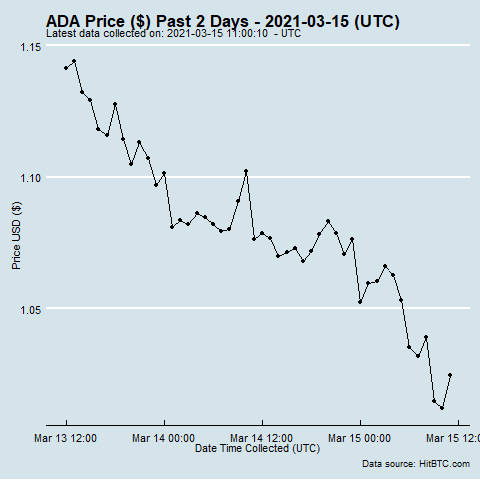 ADA Price ($) Past 2 Days - 2021-03-15 (UTC)
Latest data collected on: 2021-03-15 11:00:10 - UTC
1.15
1.10
1.05
Price USD ($)
Mar 13 12:00 Mar 14 00:00 Mar 14 12:00 Mar 15 00:00 Mar 15 12:00
Date Time Collected (UTC)
Data source: HitBTC.com